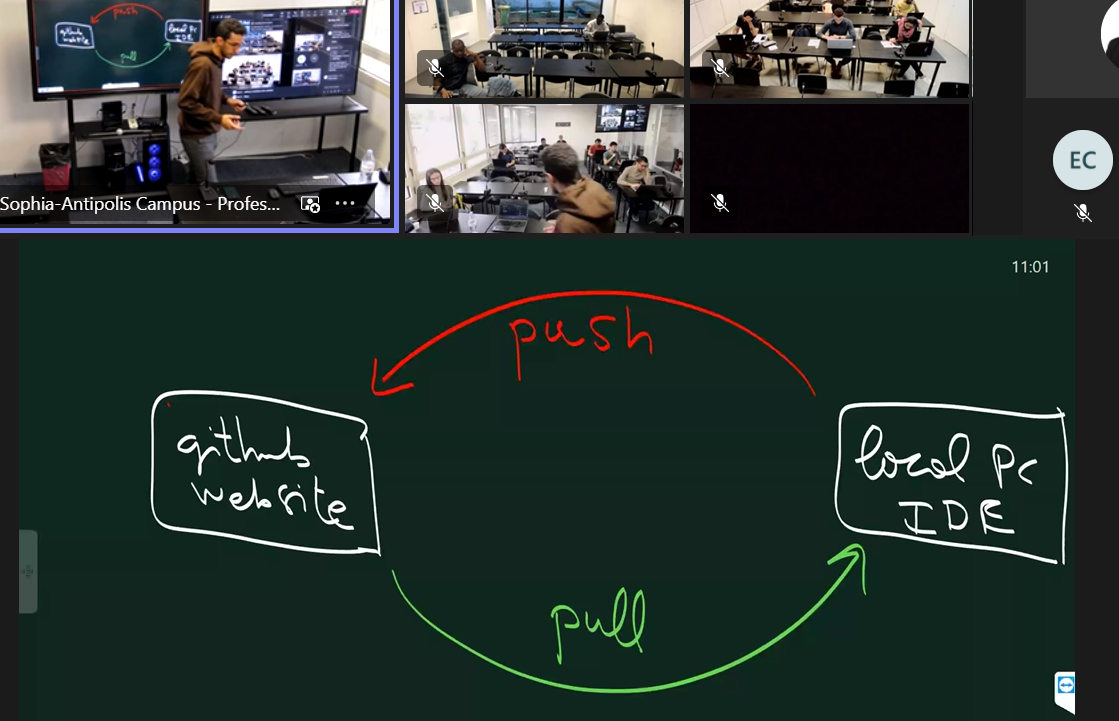 push
github
website
local PC
IDE
pull
Sophia-Antipolis Campus - Profes...
EC
11:01
push
github
website
local PC
IDE
pull